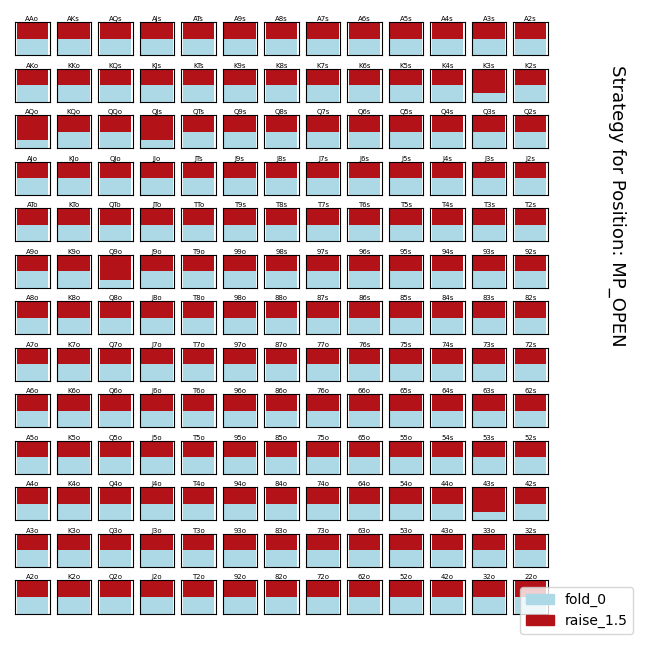 AAo AKs AQs AJs ATs A9s A8s A7s A6s A5s A4s A3s A2s
AKo KKo KQs KJs KTs K9s K8s K7s K6s K5s K4s K3s K2s
AQo KQo QQo QJs QTs Q9s Q8s Q7s Q6s Q5s Q4s Q3s Q2s
AJo KJo QJo JJo JTs J9s J8s J7s J6s J5s J4s J3s J2s
ATo KTo QTo JTo TTo T9s T8s T7s T6s T5s T4s T3s T2s
A9o K9o Q9o J9o T9o 99o 98s 97s 96s 95s 94s 93s 92s
A8o K8o Q8o J8o T8o 98o 88o 87s 86s 85s 84s 83s 82s
A7o K7o Q7o J7o T7o 97o 87o 77o 76s 75s 74s 73s 72s
A6o K6o Q6o J6o T6o 96o 86o 76o 66o 65s 64s 63s 62s
A5o K5o Q5o J5o T5o 95o 85o 75o 65o 55o 54s 53s 52s
A4o K4o Q4o J4o T4o 94o 84o 74o 64o 54o 44o 43s 42s
A3o K3o Q3o J3o T3o 93o 83o 73o 63o 53o 43o 33o 32s
A2o K2o Q2o J2o T2o 92o 82o 72o 62o 52o 42o 32o 22o
Strategy for Position: MP_OPEN
fold_0
raise_1.5